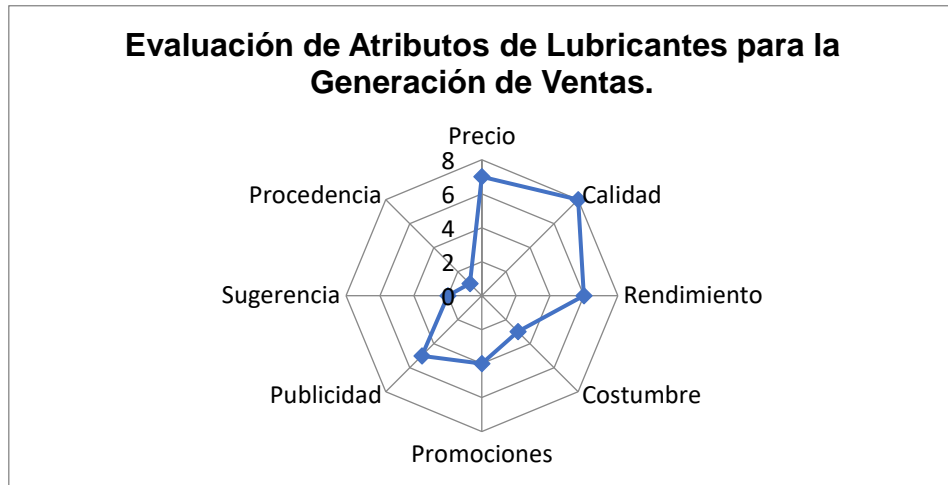 Evaluación de Atributos de Lubricantes para la
Generación de Ventas.
Precio
8
Procedencia
Calidad
6
4
2
Sugerencia
0
Rendimiento
Publicidad
Costumbre
Promociones